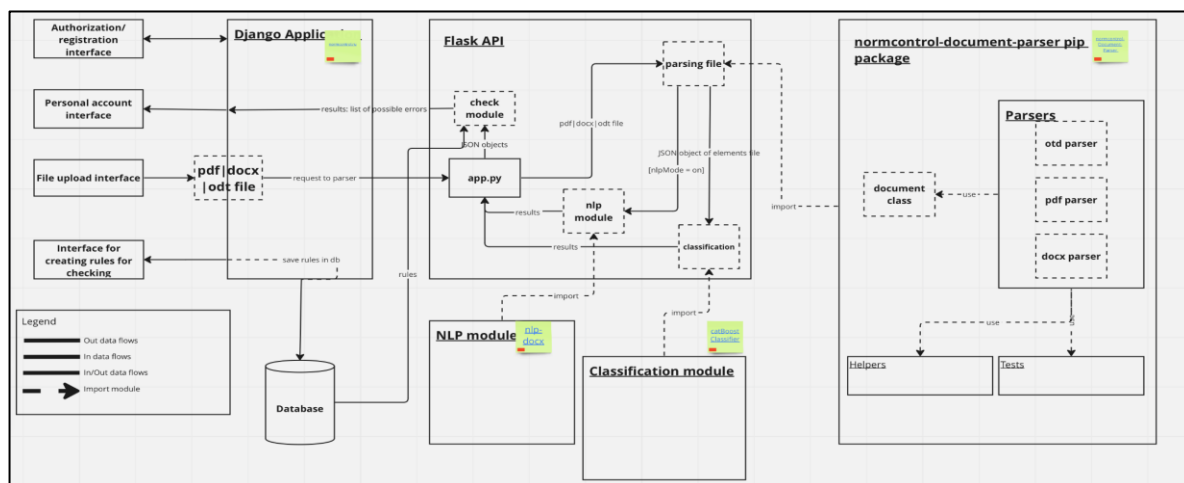 Authorization/
registration
interface
Personal account
interface
File upload interface
Interface for
creating rules for
checking
Django Applicatio
pdf|docx
|odt file
save rules in db
results: list of possible errors
request to parser
Flask API
check
module
JSON objects
app.py
parsing file
pdf|docx|odt file
JSON object of elements file
[nlpMode = on]
nlp
module
results
classification
results
rules
import
import
import
normcontrol-document-parser pip
package
Parsers
otd parser
pdf parser
docx parser
document
class
use
use
use
Helpers
Tests
NLP module
nlp-
docx
Classification module
catBoost
Classifier
Database
Legend
Out data flows
In data flows
In/Out data flows
Import module